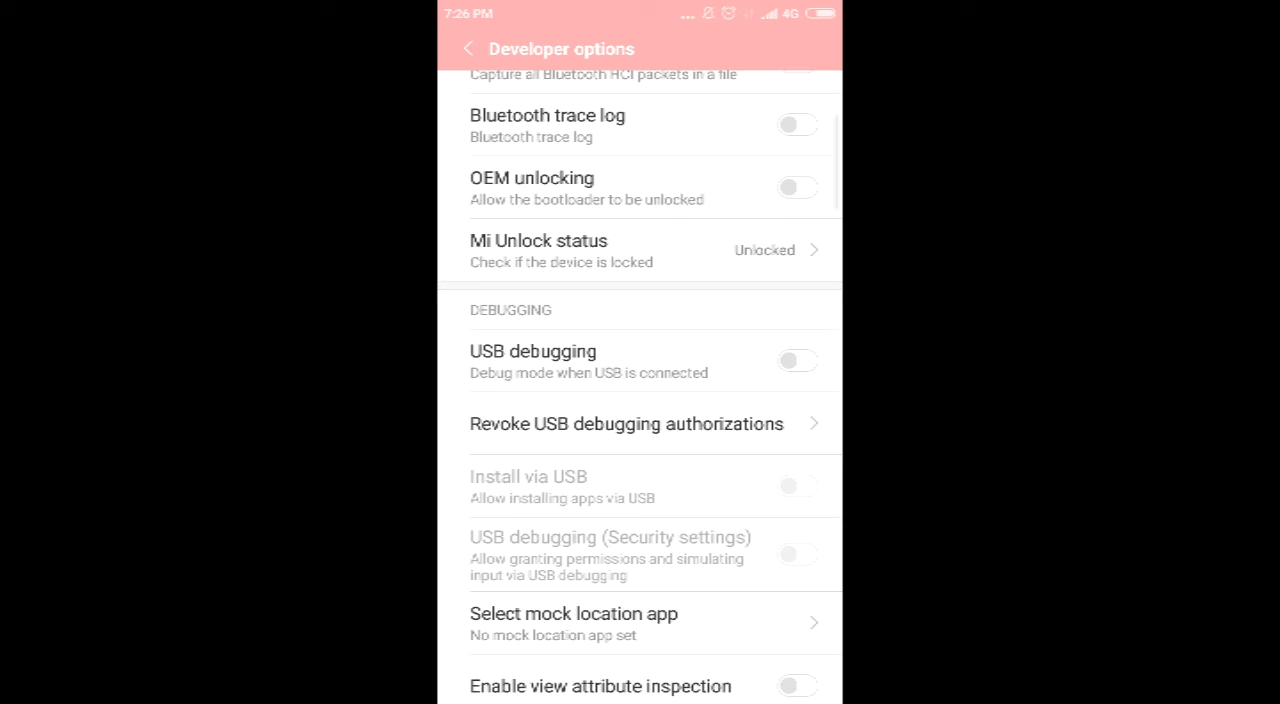 7:26 PM
... 4G
Developer options
Capture all Bluetooth HCI packets in a file
Bluetooth trace log
Bluetooth trace log
OEM unlocking
Allow the bootloader to be unlocked
Mi Unlock status
Unlocked
Check if the device is locked
DEBUGGING
USB debugging
Debug mode when USB is connected
Revoke USB debugging authorizations
Install via USB
Allow installing apps via USB
USB debugging (Security settings)
Allow granting permissions and simulating
input via USB debugging
Select mock location app
No mock location app set
Enable view attribute inspection